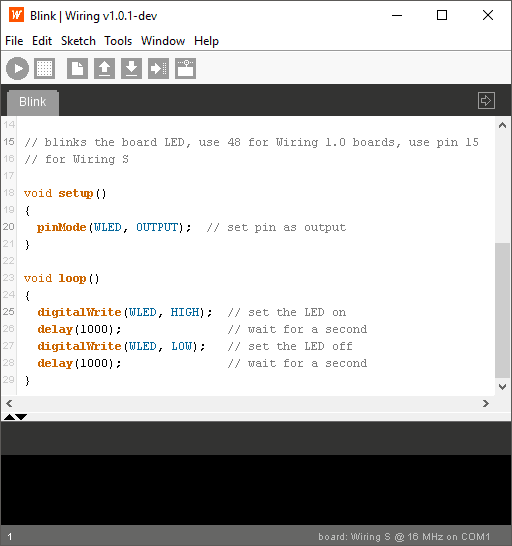 Blink | Wiring v1.0.1-dev
File Edit Sketch Tools Window Help
Blink
14
15 // blinks the board LED, use 48 for Wiring 1.0 boards, use pin 15
16 // for Wiring S
17
18 void setup()
19 {
20   pinMode(WLED, OUTPUT);  // set pin as output
21 }
22
23 void loop()
24 {
25   digitalWrite(WLED, HIGH);  // set the LED on
26   delay(1000);               // wait for a second
27   digitalWrite(WLED, LOW);   // set the LED off
28   delay(1000);               // wait for a second
29 }
1 board: Wiring S @ 16 MHz on COM1